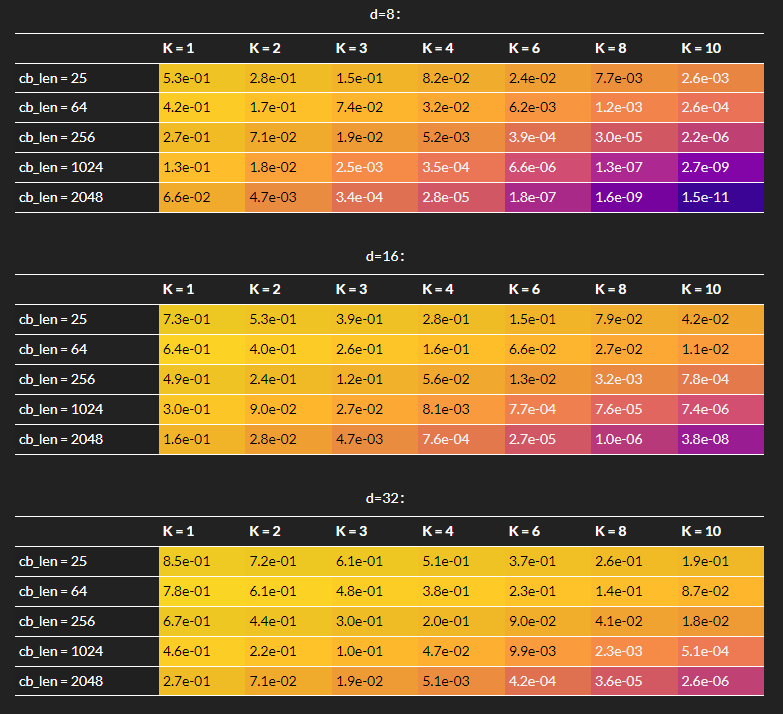 d=8:
K = 1 K = 2 K = 3 K = 4 K = 6 K = 8 K = 10
cb_len = 25 5.3e-01 2.8e-01 1.5e-01 8.2e-02 2.4e-02 7.7e-03 2.6e-03
cb_len = 64 4.2e-01 1.7e-01 7.4e-02 3.2e-02 6.2e-03 1.2e-03 2.6e-04
cb_len = 256 2.7e-01 7.1e-02 1.9e-02 5.2e-03 3.9e-04 3.0e-05 2.2e-06
cb_len = 1024 1.3e-01 1.8e-02 2.5e-03 3.5e-04 6.6e-06 1.3e-07 2.7e-09
cb_len = 2048 6.6e-02 4.7e-03 3.4e-04 2.8e-05 1.8e-07 1.6e-09 1.5e-11
d=16:
K = 1 K = 2 K = 3 K = 4 K = 6 K = 8 K = 10
cb_len = 25 7.3e-01 5.3e-01 3.9e-01 2.8e-01 1.5e-01 7.9e-02 4.2e-02
cb_len = 64 6.4e-01 4.0e-01 2.6e-01 1.6e-01 6.6e-02 2.7e-02 1.1e-02
cb_len = 256 4.9e-01 2.4e-01 1.2e-01 5.6e-02 1.3e-02 3.2e-03 7.8e-04
cb_len = 1024 3.0e-01 9.0e-02 2.7e-02 8.1e-03 7.7e-04 7.6e-05 7.4e-06
cb_len = 2048 1.6e-01 2.8e-02 4.7e-03 7.6e-04 2.7e-05 1.0e-06 3.8e-08
d=32:
K = 1 K = 2 K = 3 K = 4 K = 6 K = 8 K = 10
cb_len = 25 8.5e-01 7.2e-01 6.1e-01 5.1e-01 3.7e-01 2.6e-01 1.9e-01
cb_len = 64 7.8e-01 6.1e-01 4.8e-01 3.8e-01 2.3e-01 1.4e-01 8.7e-02
cb_len = 256 6.7e-01 4.4e-01 3.0e-01 2.0e-01 9.0e-02 4.1e-02 1.8e-02
cb_len = 1024 4.6e-01 2.2e-01 1.0e-01 4.7e-02 9.9e-03 2.3e-03 5.1e-04
cb_len = 2048 2.7e-01 7.1e-02 1.9e-02 5.1e-03 4.2e-04 3.6e-05 2.6e-06